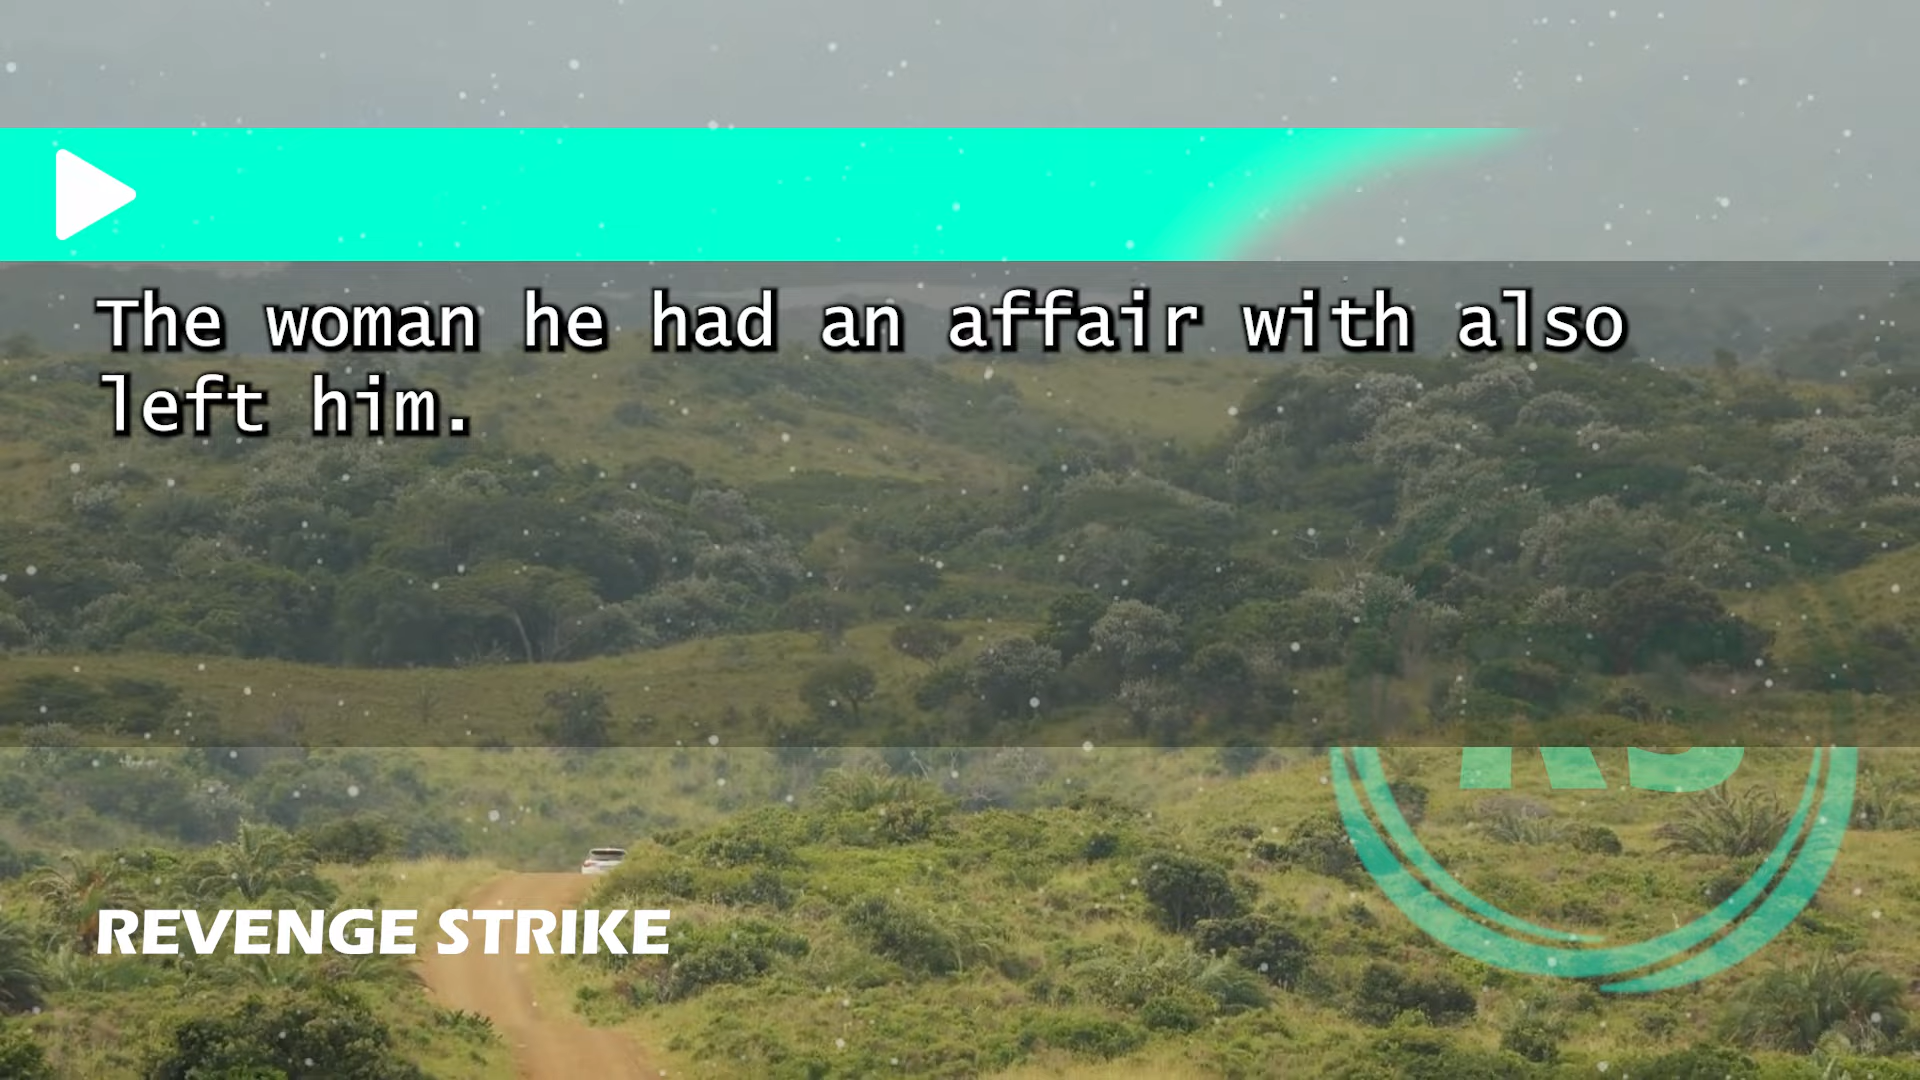 The woman he had an affair with also
left him.
REVENGE STRIKE